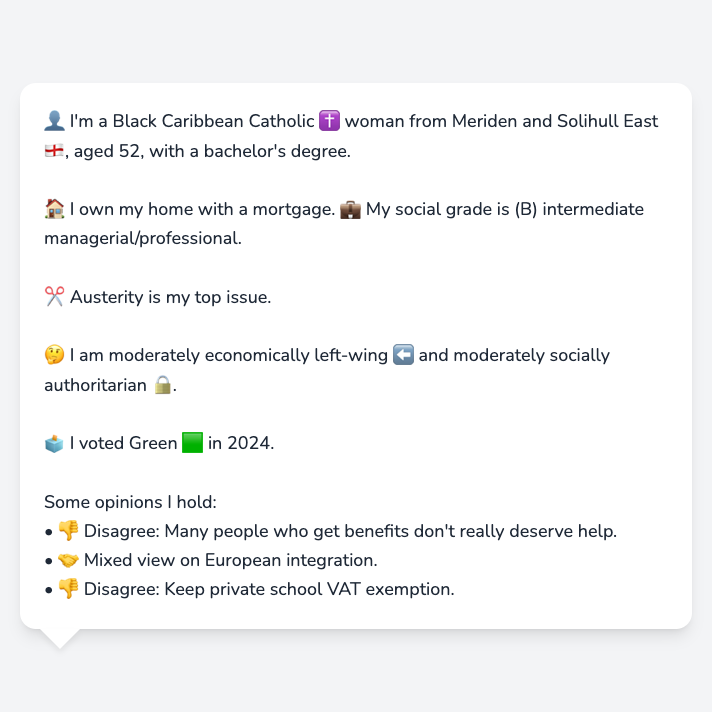 👤 I'm a Black Caribbean Catholic ✝️ woman from Meriden and Solihull East
🏴󠁧󠁢󠁥󠁮󠁧󠁿, aged 52, with a bachelor's degree.
🏠 I own my home with a mortgage. 💼 My social grade is (B) intermediate
managerial/professional.
✂️ Austerity is my top issue.
🤔 I am moderately economically left-wing ⬅️ and moderately socially
authoritarian 🔒.
🗳️ I voted Green 🟩 in 2024.
Some opinions I hold:
• 👎 Disagree: Many people who get benefits don't really deserve help.
• 🤝 Mixed view on European integration.
• 👎 Disagree: Keep private school VAT exemption.